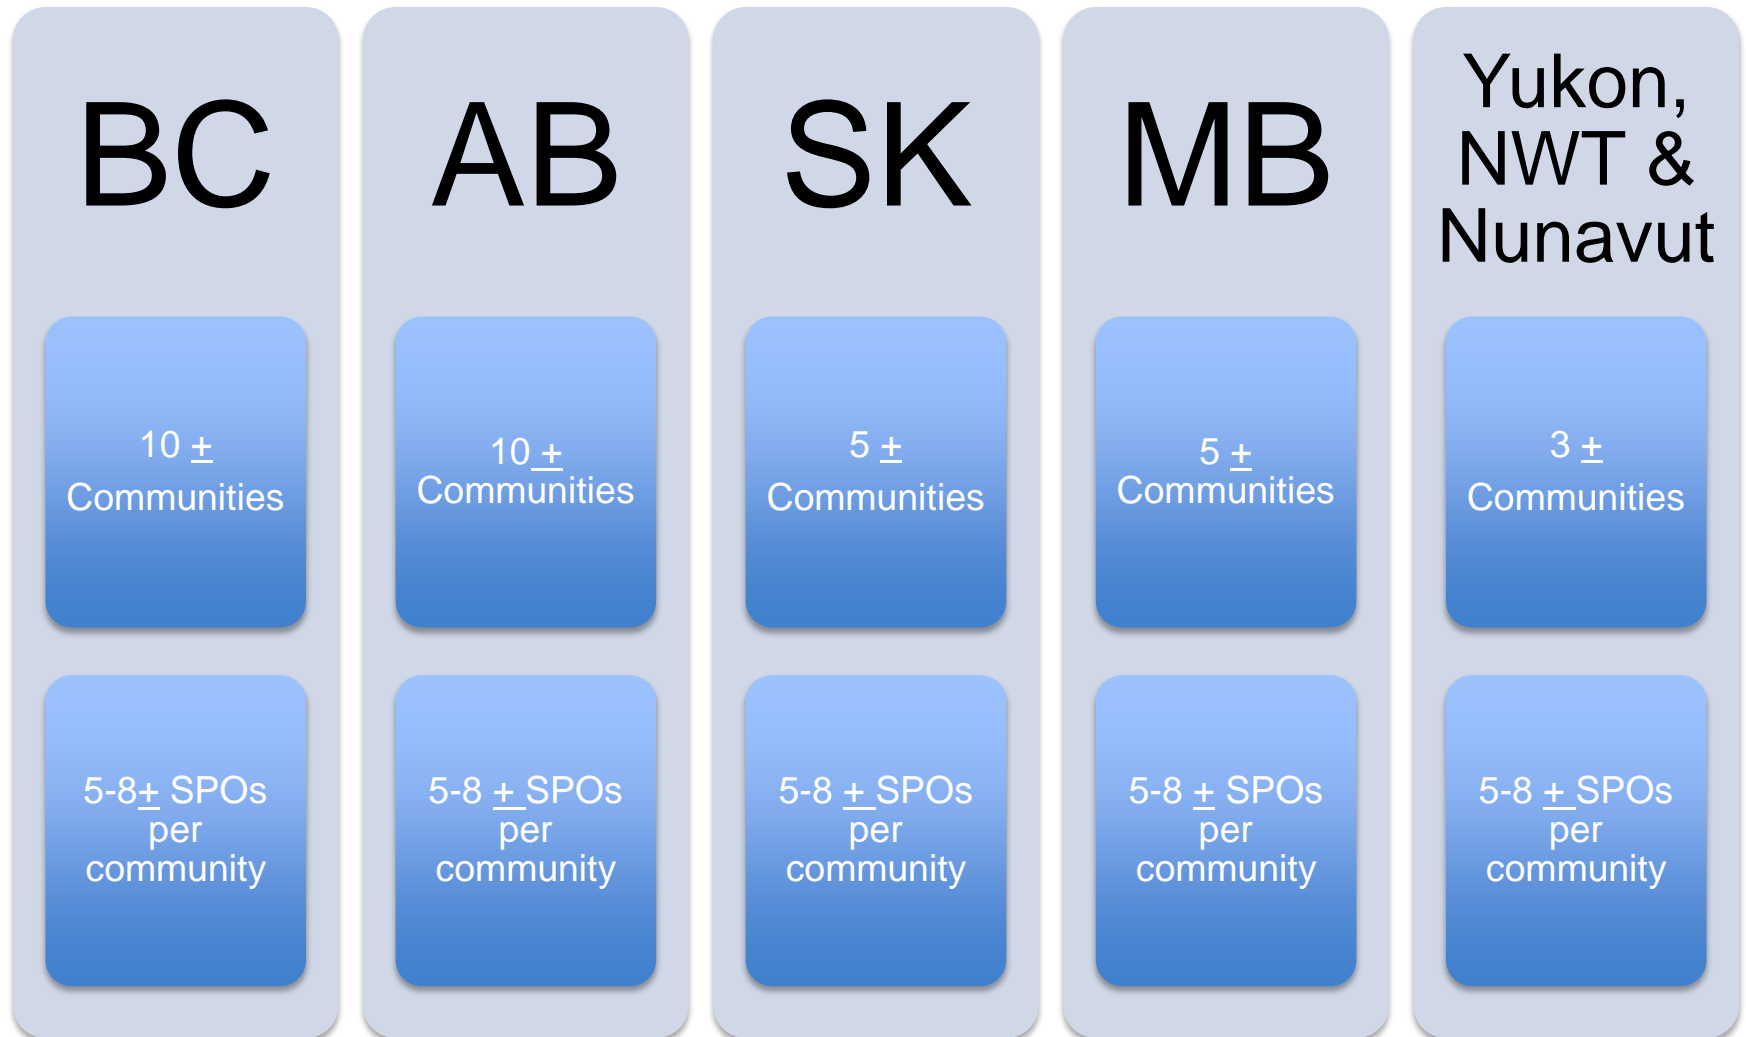 BC
10 ±
Communities
5-8± SPOs
per
community
AB
10 ±
Communities
5-8 ± SPOs
per
community
SK
5 ±
Communities
5-8 ± SPOs
per
community
MB
5 ±
Communities
5-8 ± SPOs
per
community
Yukon,
NWT &
Nunavut
3 ±
Communities
5-8 ± SPOs
per
community